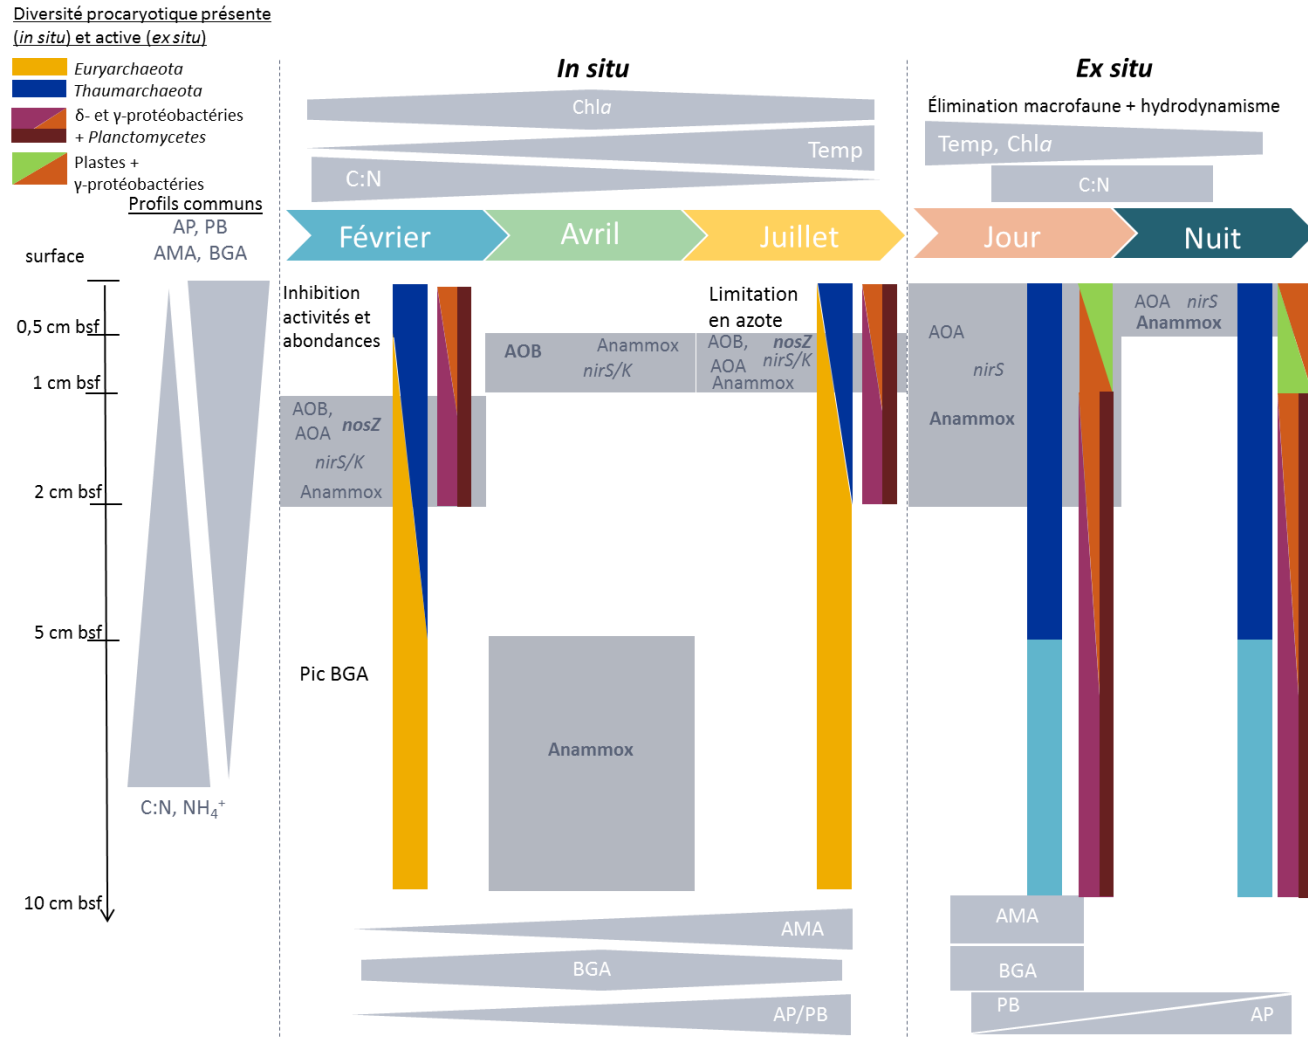 Diversité procaryotique présente
(in situ) et active (ex situ)
Euryarchaeota
Thaumarchaeota
δ- et γ-protéobactéries
+ Planctomycetes
Plastes +
γ-protéobactéries
Profils communs
AP, PB
AMA, BGA
surface
0,5 cm bsf
1 cm bsf
2 cm bsf
5 cm bsf
10 cm bsf
C:N, NH₄⁺
In situ
Chla
Temp
C:N
Février
Avril
Juillet
Inhibition
activités et
abondances
AOB,
AOA
nosZ
nirS/K
Anammox
Pic BGA
AOB
Anammox
nirS/K
Anammox
Limitation
en azote
AOB,
nosZ
AOA
nirS/K
Anammox
AMA
BGA
AP/PB
Ex situ
Élimination macrofaune + hydrodynamisme
Temp, Chla
C:N
Jour
Nuit
AOA
nirS
Anammox
AOA nirS
Anammox
AMA
BGA
PB
AP